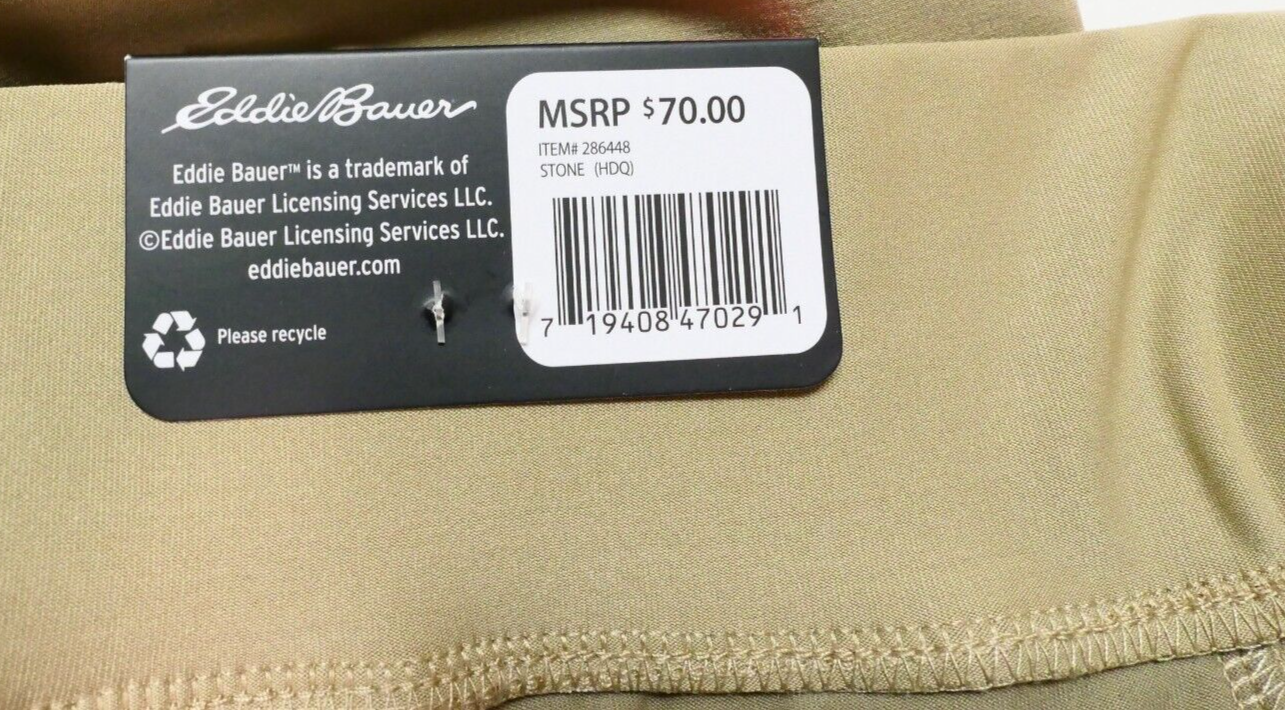 Eddie Bauer
Eddie Bauer™ is a trademark of
Eddie Bauer Licensing Services LLC.
©Eddie Bauer Licensing Services LLC.
eddiebauer.com
Please recycle
MSRP $70.00
ITEM# 286448
STONE (HDQ)
7 19408 47029 1